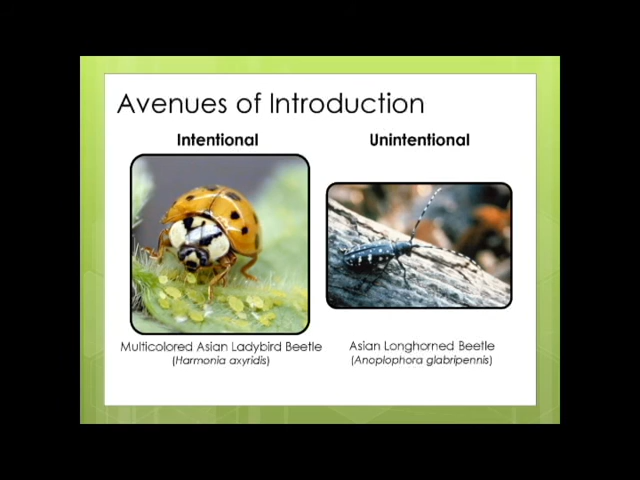 Avenues of Introduction
Intentional
Unintentional
Multicolored Asian Ladybird Beetle
(Harmonia axyridis)
Asian Longhorned Beetle
(Anoplophora glabripennis)